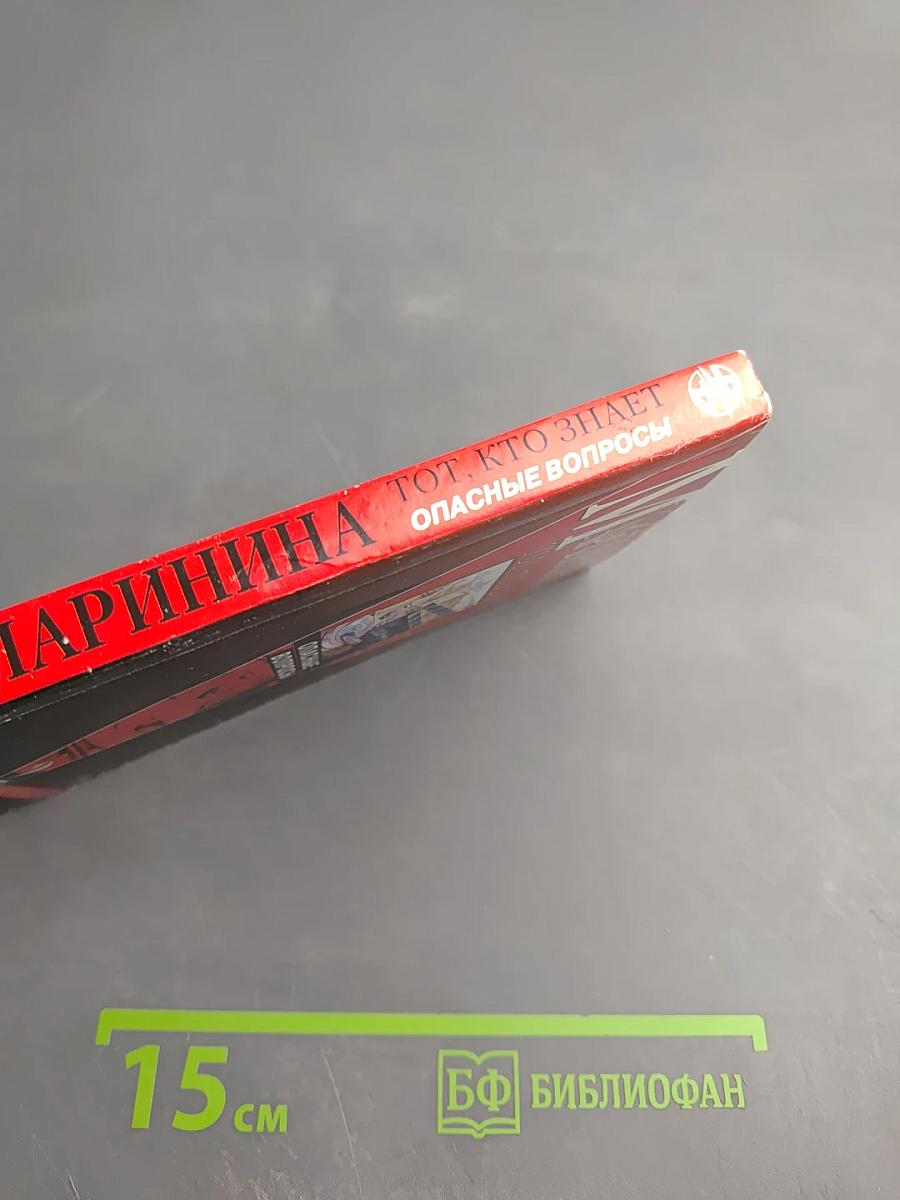 МАРИНИНА
ТОТ, КТО ЗНАЕТ
ОПАСНЫЕ ВОПРОСЫ
15 см
БФ БИБЛИОФАН